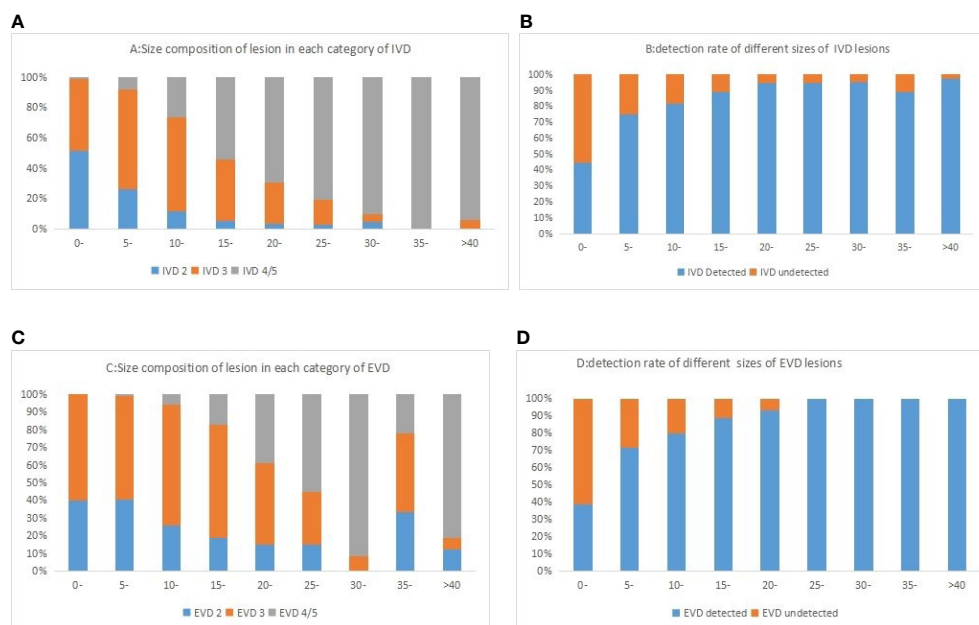 A
A:Size composition of lesion in each category of IVD
100%
80%
60%
40%
20%
0%
0- 5- 10- 15- 20- 25- 30- 35- >40
IVD 2 IVD 3 IVD 4/5
B
B:detection rate of different sizes of IVD lesions
100%
90%
80%
70%
60%
50%
40%
30%
20%
10%
0%
0- 5- 10- 15- 20- 25- 30- 35- >40
IVD Detected IVD undetected
C
C:Size composition of lesion in each category of EVD
100%
90%
80%
70%
60%
50%
40%
30%
20%
10%
0%
0- 5- 10- 15- 20- 25- 30- 35- >40
EVD 2 EVD 3 EVD 4/5
D
D:detection rate of different sizes of EVD lesions
100%
90%
80%
70%
60%
50%
40%
30%
20%
10%
0%
0- 5- 10- 15- 20- 25- 30- 35- >40
EVD detected EVD undetected